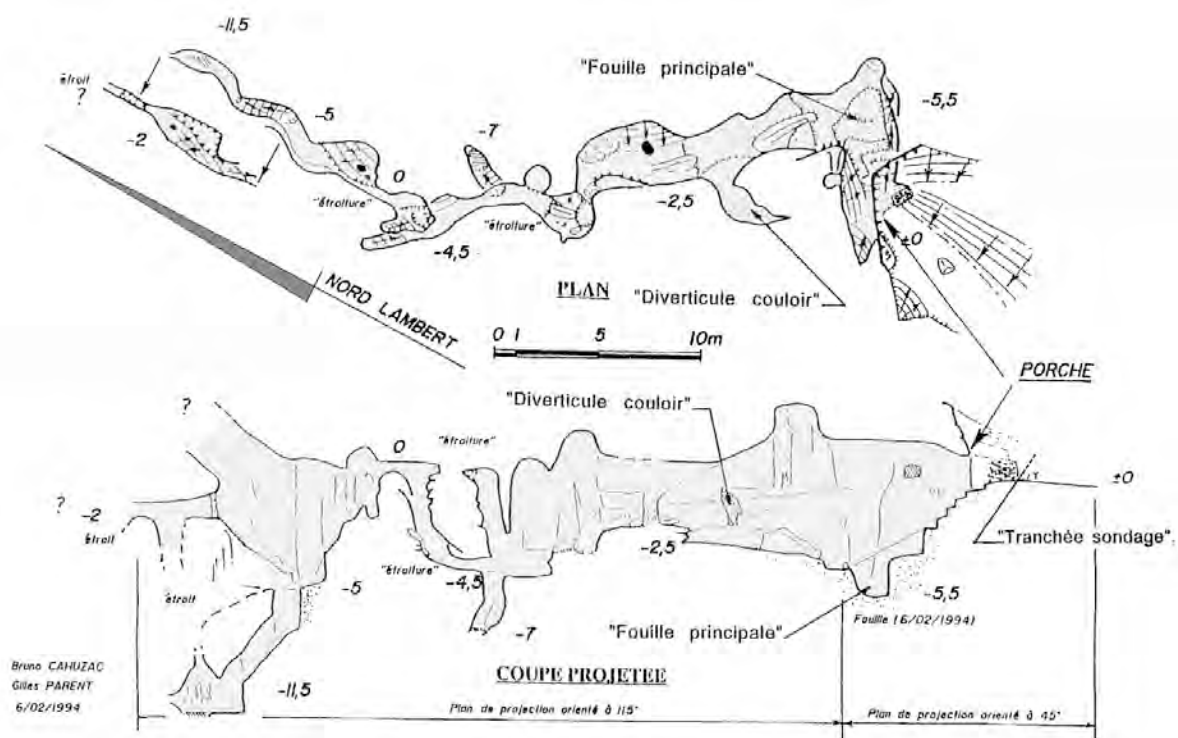 -11,5
"Fouille principale"
étroit
?
-5,5
-5
-7
-2
0
"étroiture"
"étroiture"
-2,5
-4,5
±0
NORD LAMBERT
PLAN
"Diverticule couloir"
0 1 5 10m
PORCHE
"Diverticule couloir"
?
0
"étroiture"
±0
? -2
étroit
-2,5
"Tranchée sondage".
"étroiture"
-4,5
étroit
-5
-5,5
Fouille (6/02/1994)
-7
"Fouille principale"
Bruno CAHUZAC
Gilles PARENT
6/02/1994
COUPE PROJETEE
-11,5
Plan de projection orienté à 115°
Plan de projection orienté à 45°